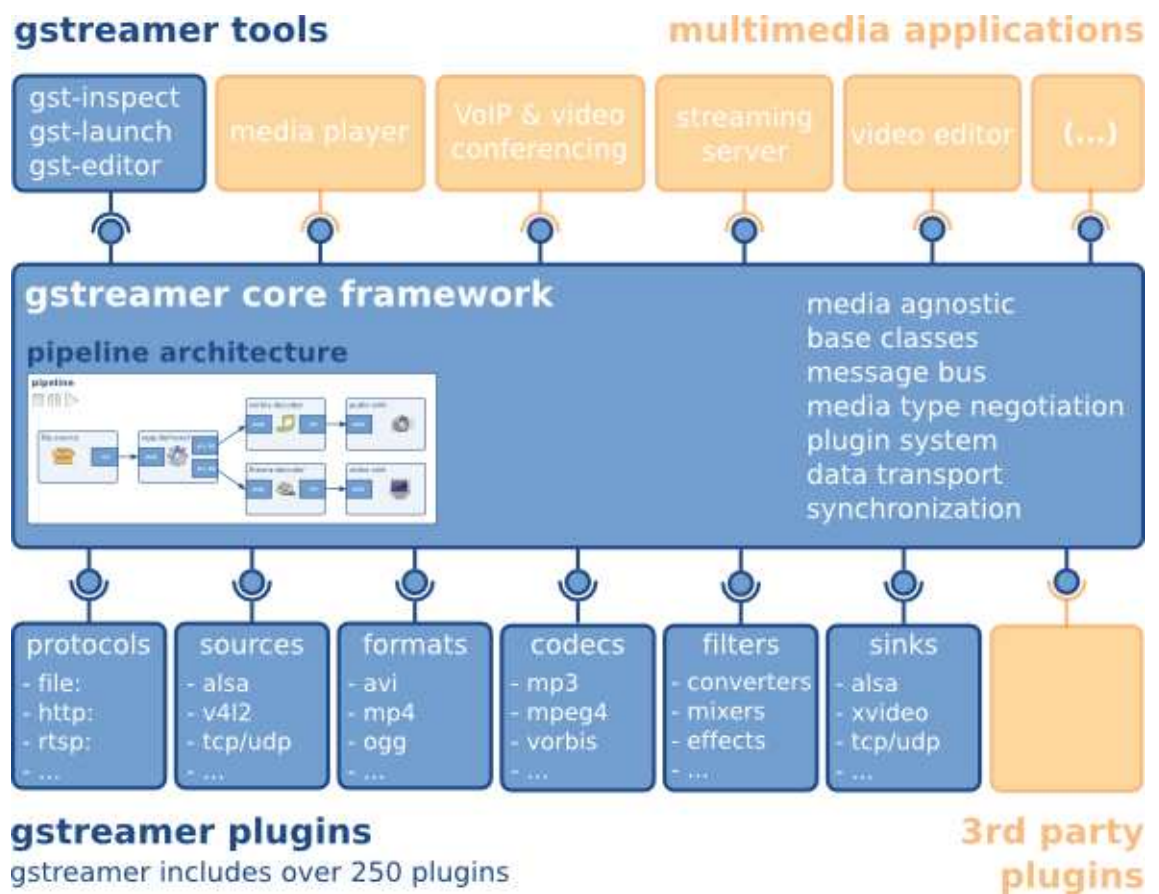 gstreamer tools
multimedia applications
gst-inspect
gst-launch
gst-editor
media player
VoIP & video
conferencing
streaming
server
video editor
(...)
gstreamer core framework
media agnostic
base classes
message bus
media type negotiation
plugin system
data transport
synchronization
pipeline architecture
pipeline
protocols
- file:
- http:
- rtsp:
- ...
sources
- alsa
- v4l2
- tcp/udp
- ...
formats
- avi
- mp4
- ogg
- ...
codecs
- mp3
- mpeg4
- vorbis
- ...
filters
- converters
- mixers
- effects
- ...
sinks
- alsa
- xvideo
- tcp/udp
- ...
gstreamer plugins
gstreamer includes over 250 plugins
3rd party
plugins